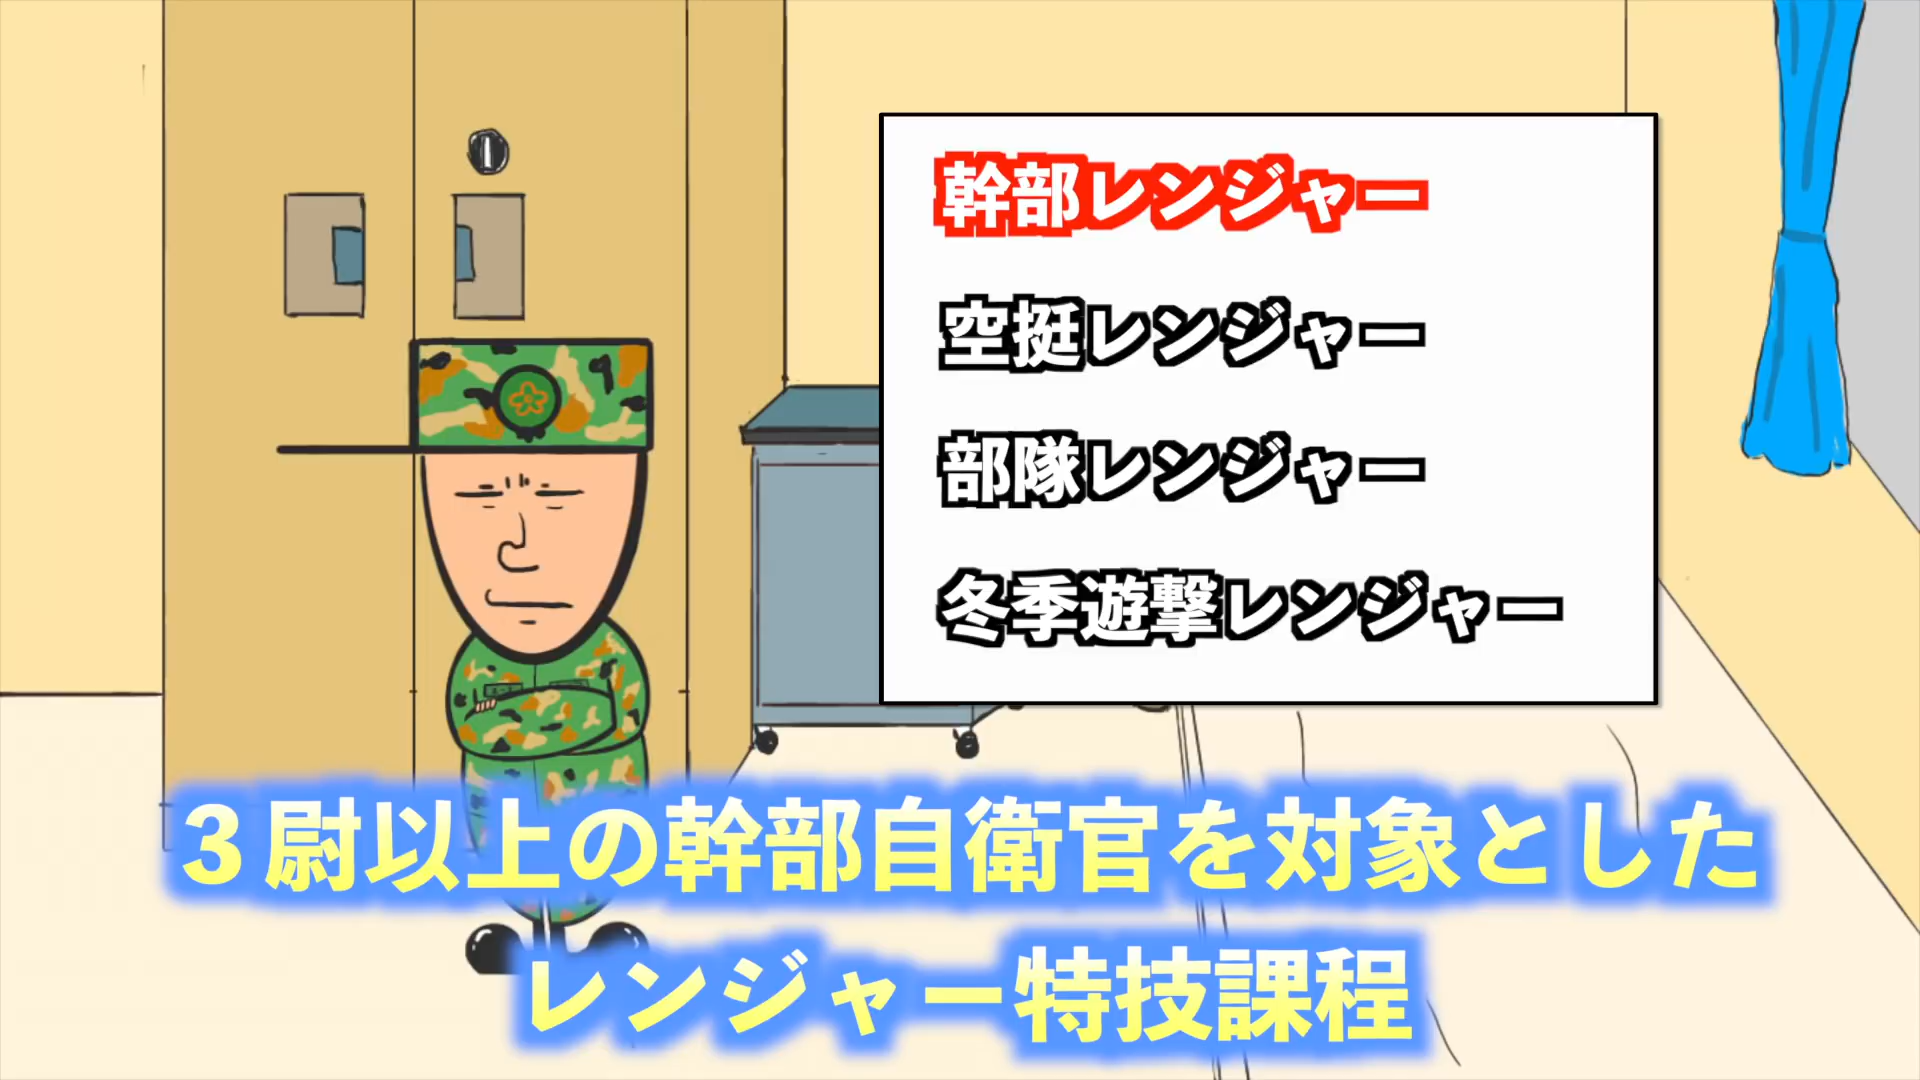 幹部レンジャー
空挺レンジャー
部隊レンジャー
冬季遊撃レンジャー
３尉以上の幹部自衛官を対象とした
レンジャー特技課程